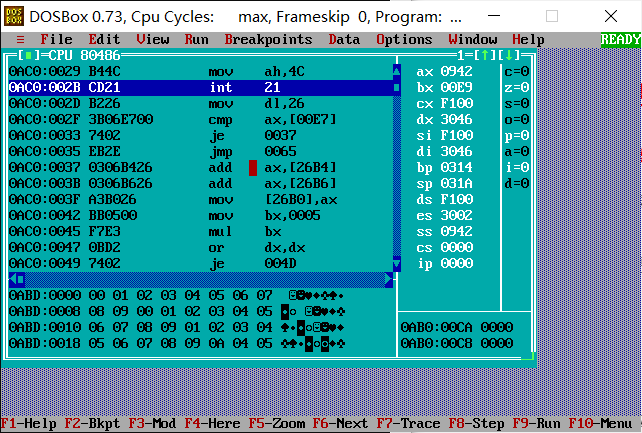 DOSBox 0.73, Cpu Cycles: max, Frameskip 0, Program: ...
≡ File Edit View Run Breakpoints Data Options Window Help READY
[■]-CPU 80486 1=[↑][↓]
0AC0:0029 B44C mov ah,4C ax 0942 c=0
0AC0:002B CD21 int 21 bx 00E9 z=0
0AC0:002D B226 mov dl,26 cx F100 s=0
0AC0:002F 3B06E700 cmp ax,[00E7] dx 3046 o=0
0AC0:0033 7402 je 0037 si F100 p=0
0AC0:0035 EB2E jmp 0065 di 3046 a=0
0AC0:0037 0306B426 add ax,[26B4] bp 0314 i=0
0AC0:003B 0306B626 add ax,[26B6] sp 031A d=0
0AC0:003F A3B026 mov [26B0],ax ds F100
0AC0:0042 BB0500 mov bx,0005 es 3002
0AC0:0045 F7E3 mul bx ss 0942
0AC0:0047 0BD2 or dx,dx cs 0000
0AC0:0049 7402 je 004D ip 0000
0ABD:0000 00 01 02 03 04 05 06 07 ☺☻♥♦♣♠•
0ABD:0008 08 09 00 01 02 03 04 05 ◘○ ☺☻♥♦♣
0ABD:0010 06 07 08 09 01 02 03 04 ♠•◘○☺☻♥♦ 0AB0:00CA 0000
0ABD:0018 05 06 07 08 09 0A 04 05 ♣♠•◘○◙♦♣ 0AB0:00C8 0000
F1-Help F2-Bkpt F3-Mod F4-Here F5-Zoom F6-Next F7-Trace F8-Step F9-Run F10-Menu